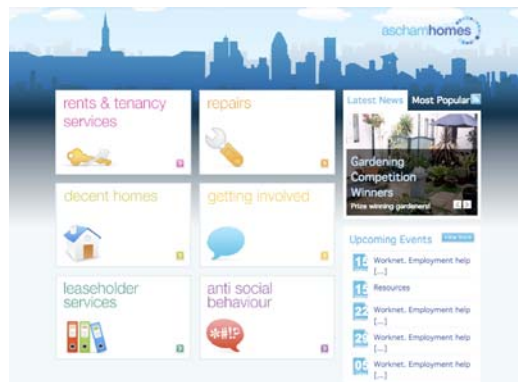 aschamhomes
rents & tenancy
services
repairs
Latest News Most Popular
Gardening
Competition
Winners
Prize winning gardeners!
decent homes
getting involved
Upcoming Events view more
15 Worknet. Employment help
[...]
15 Resources
22 Worknet. Employment help
[...]
29 Worknet. Employment help
[...]
05 Worknet. Employment help
[...]
leaseholder
services
anti social
behaviour
*#!?